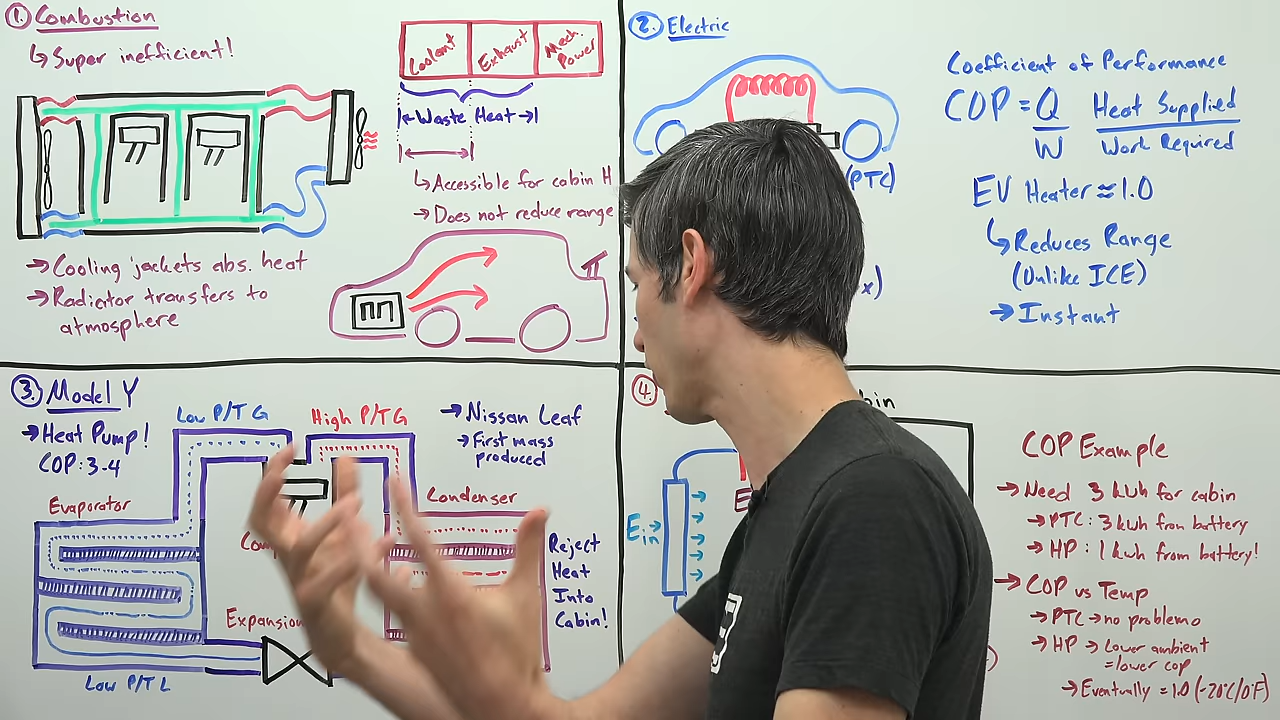 1. Combustion
↳ Super inefficient!
Coolant
Exhaust
Mech. Power
Waste Heat
↳ Accessible for cabin H
→ Does not reduce range
→ Cooling jackets abs. heat
→ Radiator transfers to
atmosphere
2. Electric
(PTC)
x)
Coefficient of Performance
COP = Q Heat Supplied
W Work Required
EV Heater ≈ 1.0
↳ Reduces Range
(Unlike ICE)
→ Instant
3. Model Y
→ Heat Pump!
COP: 3-4
Low P/T G
High P/T G
→ Nissan Leaf
→ First mass
produced
Evaporator
Condenser
Reject
Heat
Into
Cabin!
Expansion
Low P/T L
4.
Ein →
COP Example
→ Need 3 kWh for cabin
→ PTC: 3 kWh from battery
→ HP: 1 kWh from battery!
→ COP vs Temp
→ PTC → no problemo
→ HP → Lower ambient
= lower cop
→ Eventually = 1.0 (-20°C/0°F)